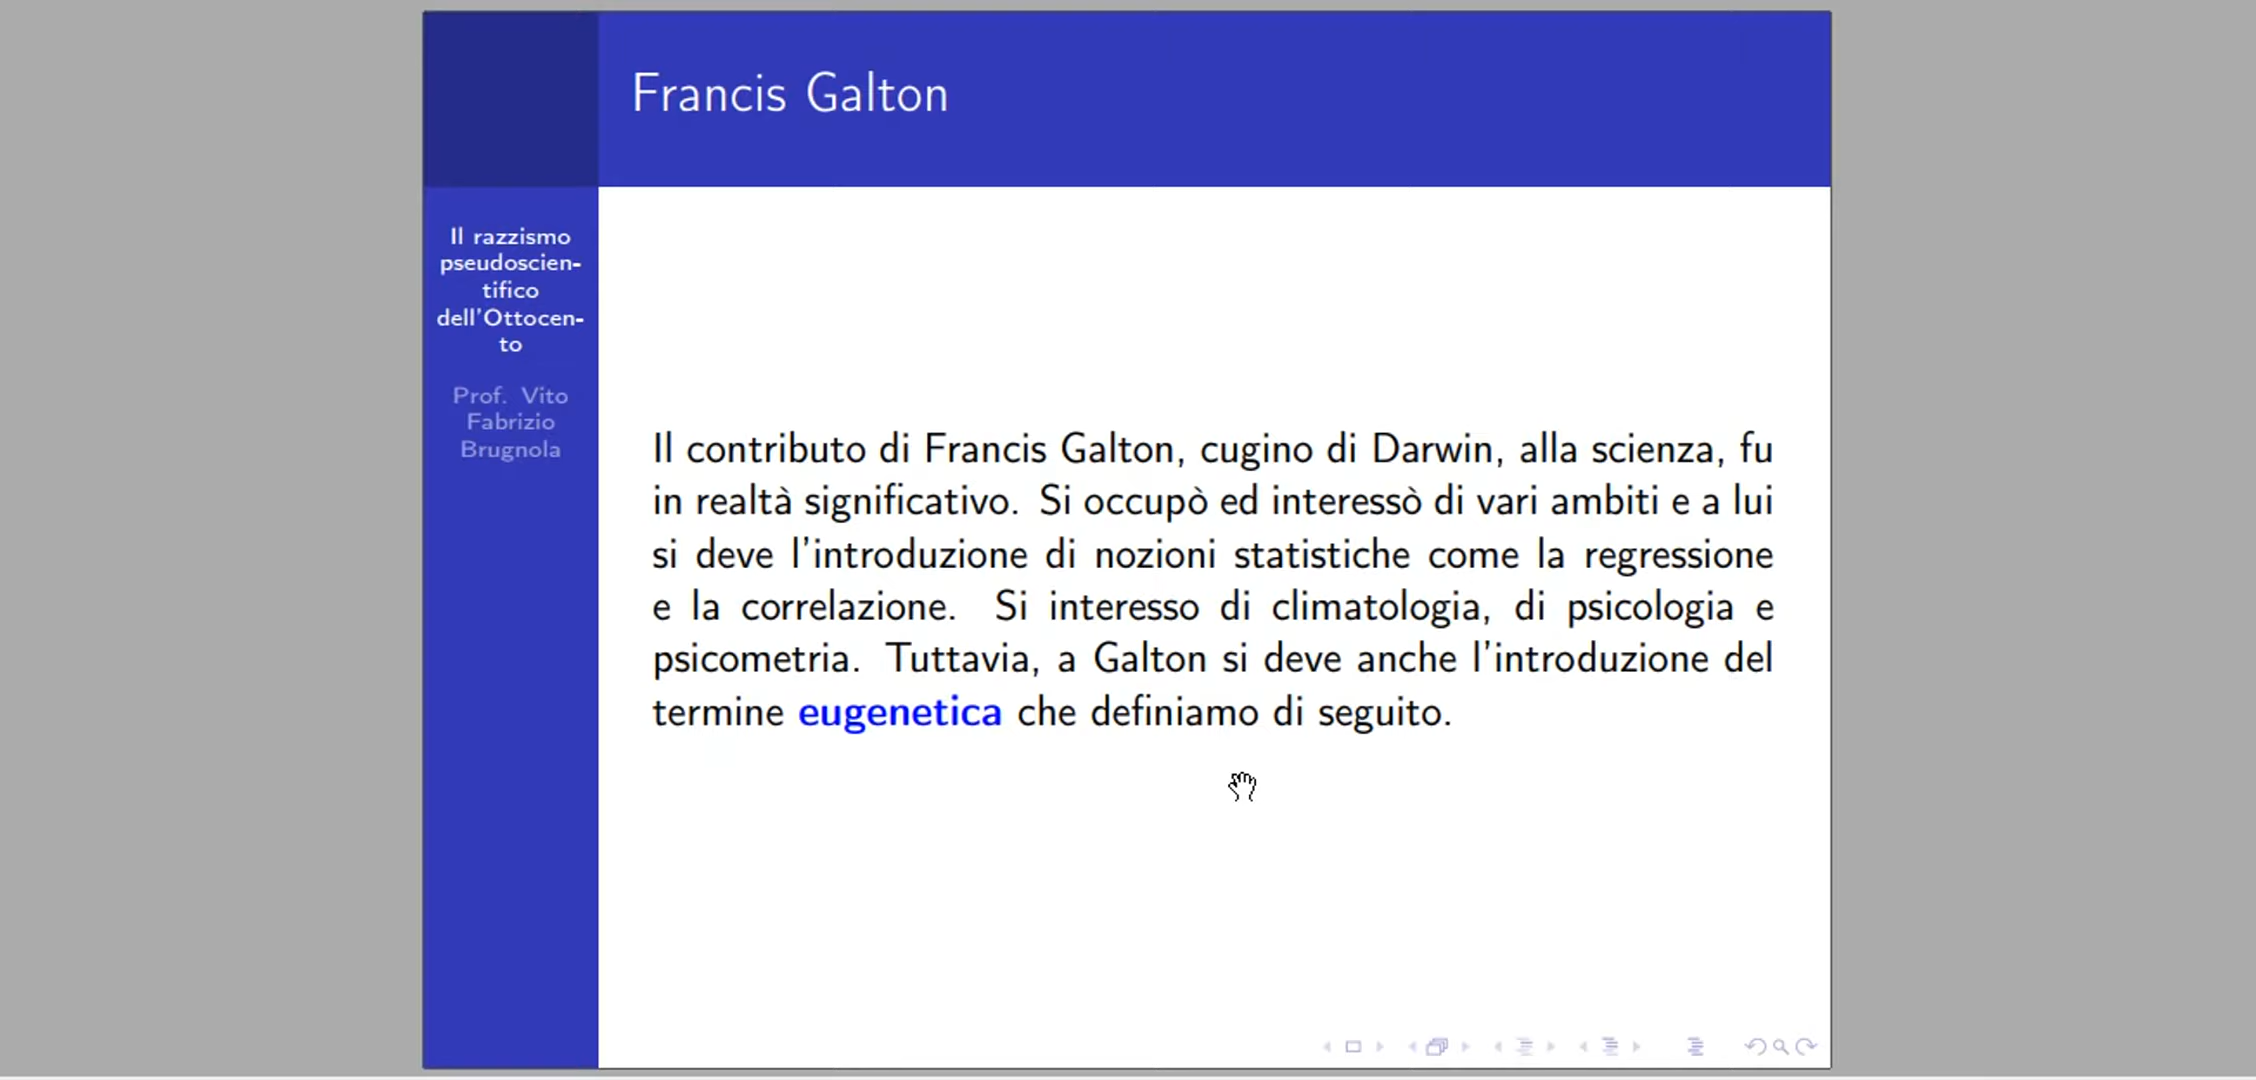 Francis Galton
Il razzismo
pseudoscien-
tifico
dell'Ottocen-
to
Prof. Vito
Fabrizio
Brugnola
Il contributo di Francis Galton, cugino di Darwin, alla scienza, fu
in realtà significativo. Si occupò ed interessò di vari ambiti e a lui
si deve l'introduzione di nozioni statistiche come la regressione
e la correlazione. Si interesso di climatologia, di psicologia e
psicometria. Tuttavia, a Galton si deve anche l'introduzione del
termine eugenetica che definiamo di seguito.